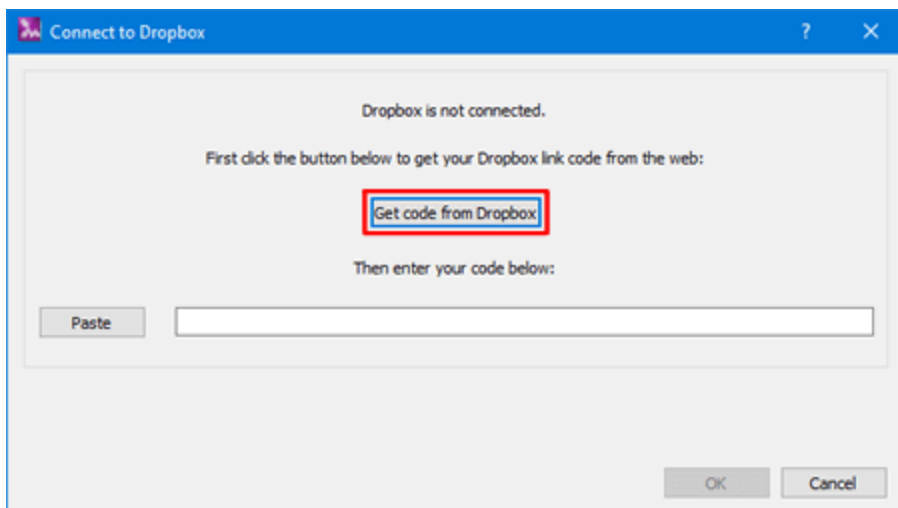 Connect to Dropbox
?
Dropbox is not connected.
First click the button below to get your Dropbox link code from the web:
Get code from Dropbox
Then enter your code below:
Paste
OK
Cancel